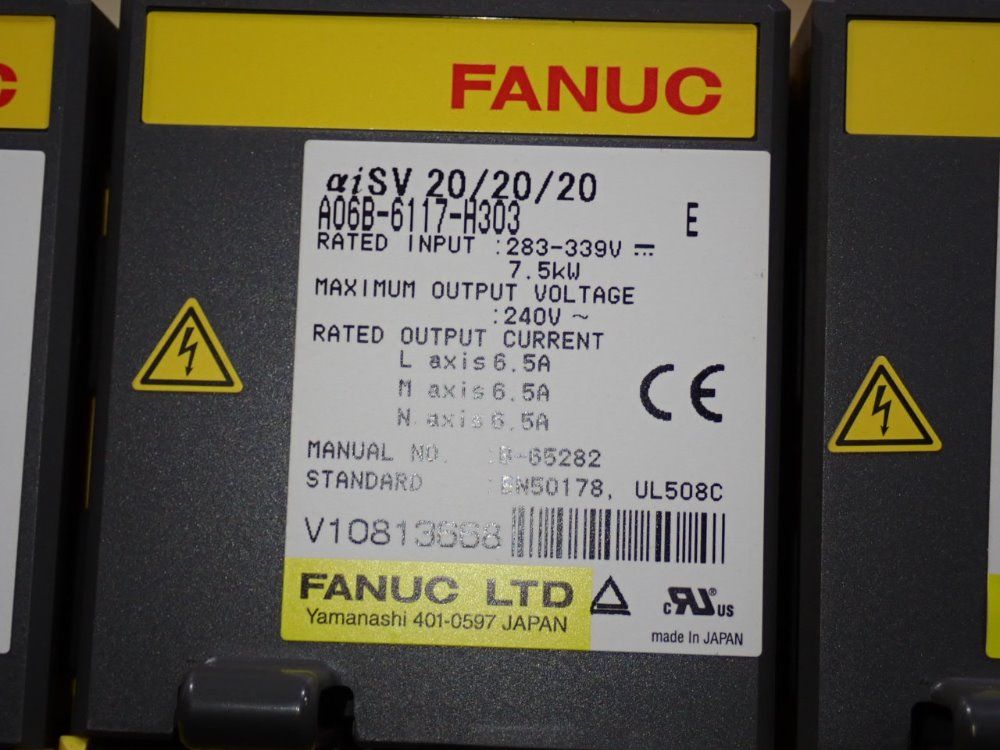 C
FANUC
αiSV 20/20/20
A06B-6117-H303 E
RATED INPUT :283-339V ⎓
7.5kW
MAXIMUM OUTPUT VOLTAGE
:240V ~
RATED OUTPUT CURRENT
L axis 6.5A
M axis 6.5A
N axis 6.5A
MANUAL NO. :B-65282
STANDARD :EN50178, UL508C
CE
V10813668
FANUC LTD
Yamanashi 401-0597 JAPAN
c RU ® US
made In JAPAN